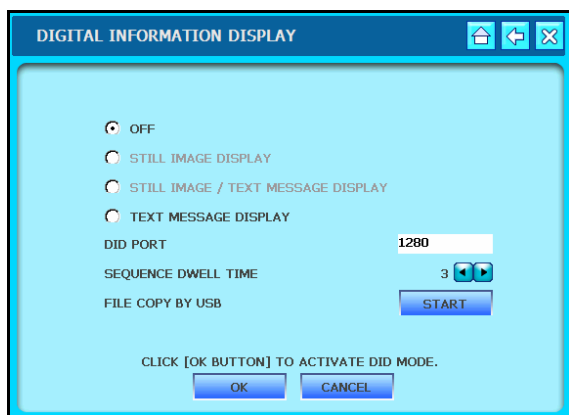 DIGITAL INFORMATION DISPLAY
OFF
STILL IMAGE DISPLAY
STILL IMAGE / TEXT MESSAGE DISPLAY
TEXT MESSAGE DISPLAY
DID PORT 1280
SEQUENCE DWELL TIME 3
FILE COPY BY USB START
CLICK [OK BUTTON] TO ACTIVATE DID MODE.
OK CANCEL